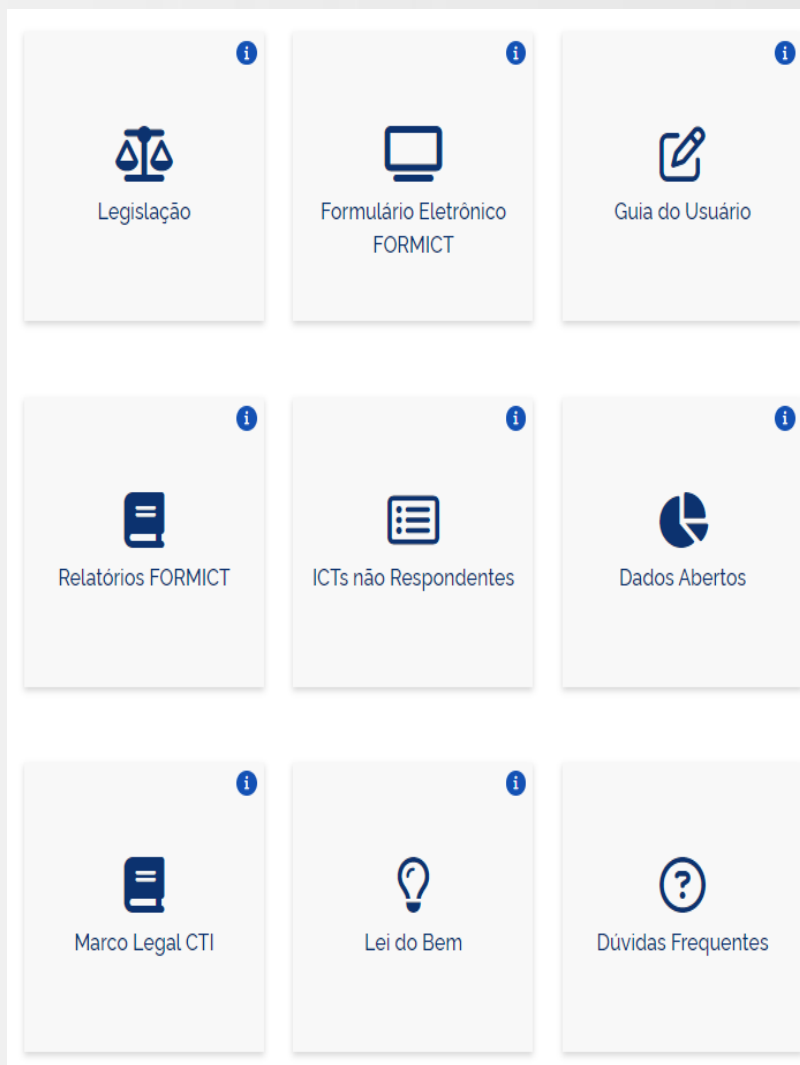 Legislação
Formulário Eletrônico
FORMICT
Guia do Usuário
Relatórios FORMICT
ICTs não Respondentes
Dados Abertos
Marco Legal CTI
Lei do Bem
Dúvidas Frequentes